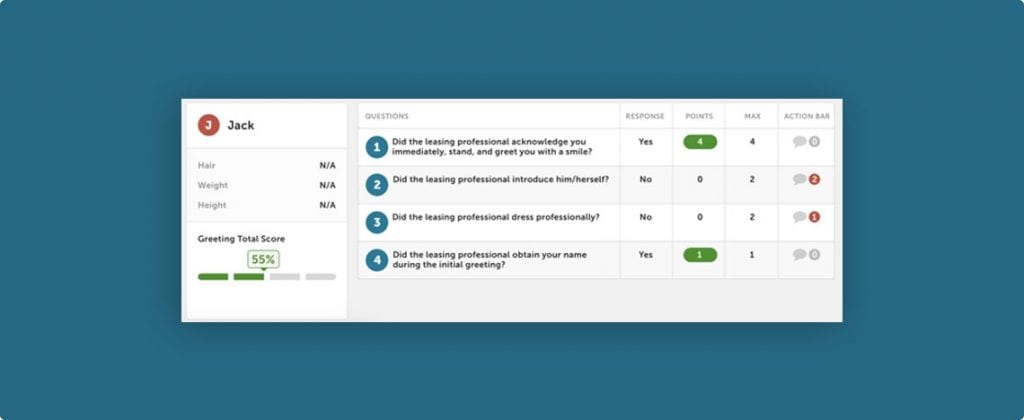 J Jack
Hair N/A
Weight N/A
Height N/A
Greeting Total Score
55%
QUESTIONS RESPONSE POINTS MAX ACTION BAR
1 Did the leasing professional acknowledge you
immediately, stand, and greet you with a smile? Yes 4 4 0
2 Did the leasing professional introduce him/herself? No 0 2 2
3 Did the leasing professional dress professionally? No 0 2 1
4 Did the leasing professional obtain your name
during the initial greeting? Yes 1 1 0